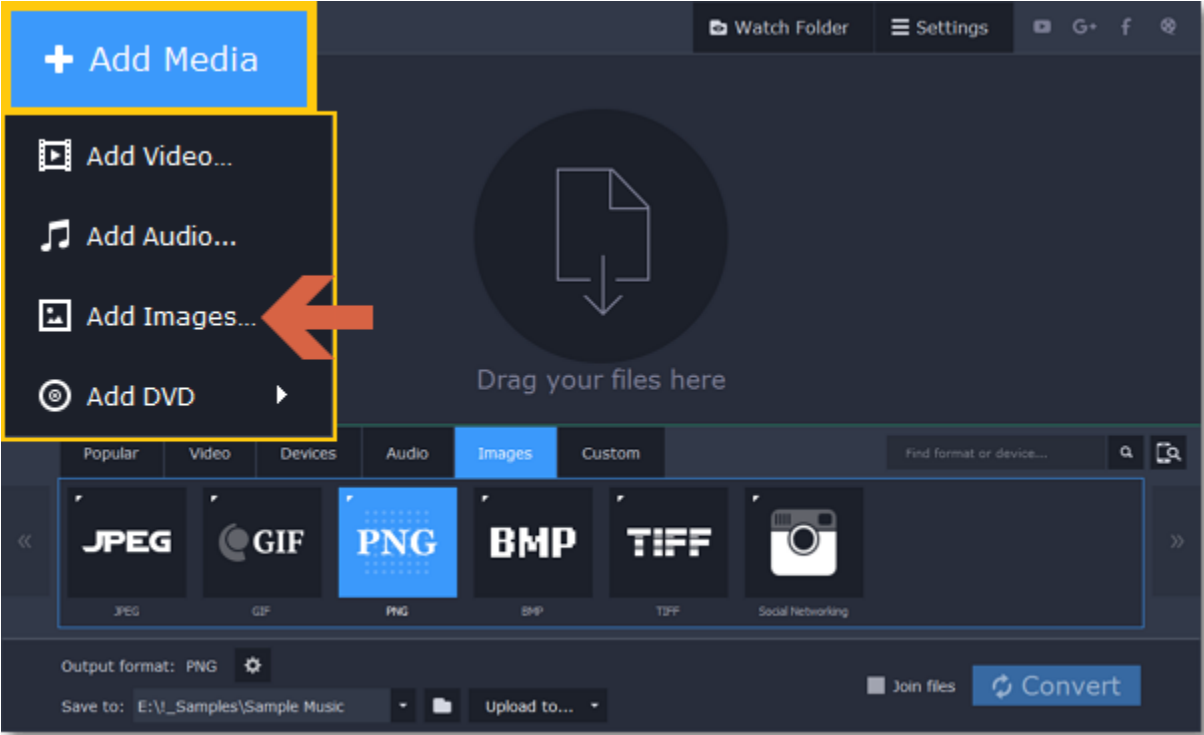 Add Media
Watch Folder
Settings
G+
f
Add Video...
Add Audio...
Add Images...
Add DVD
Drag your files here
Popular
Video
Devices
Audio
Images
Custom
Find format or device...
JPEG
GIF
PNG
BMP
TIFF
JPEG
GIF
PNG
BMP
TIFF
Social Networking
Output format: PNG
Join files
Convert
Save to: E:\!_Samples\Sample Music
Upload to...